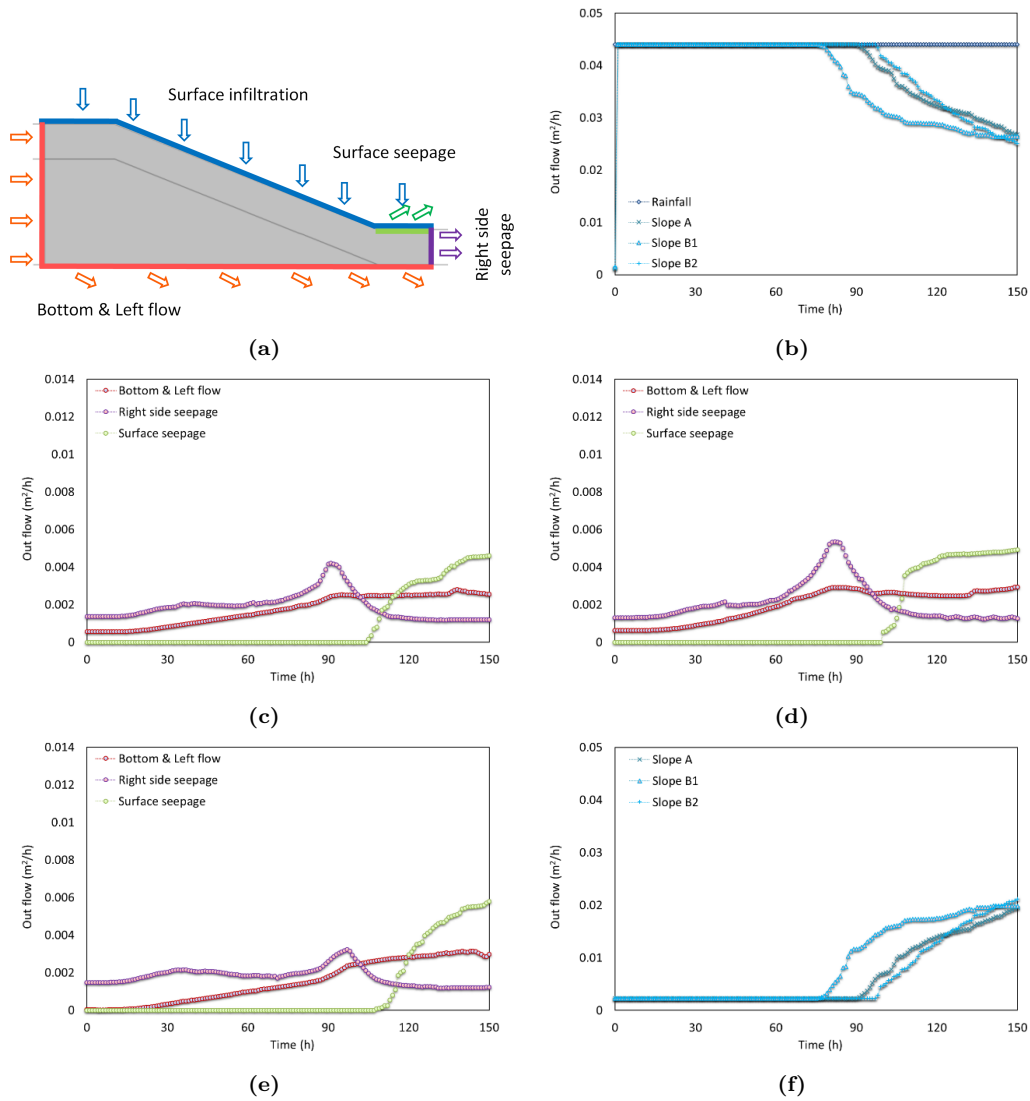 Surface infiltration
Surface seepage
Right side
seepage
Bottom & Left flow
(a)
0.05
0.04
0.03
0.02
0.01
0
Out flow (m²/h)
Rainfall
Slope A
Slope B1
Slope B2
0 30 60 90 120 150
Time (h)
(b)
0.014
0.012
0.01
0.008
0.006
0.004
0.002
0
Out flow (m²/h)
Bottom & Left flow
Right side seepage
Surface seepage
0 30 60 90 120 150
Time (h)
(c)
0.014
0.012
0.01
0.008
0.006
0.004
0.002
0
Out flow (m²/h)
Bottom & Left flow
Right side seepage
Surface seepage
0 30 60 90 120 150
Time (h)
(d)
0.014
0.012
0.01
0.008
0.006
0.004
0.002
0
Out flow (m²/h)
Bottom & Left flow
Right side seepage
Surface seepage
0 30 60 90 120 150
Time (h)
(e)
0.05
0.04
0.03
0.02
0.01
0
Out flow (m²/h)
Slope A
Slope B1
Slope B2
0 30 60 90 120 150
Time (h)
(f)